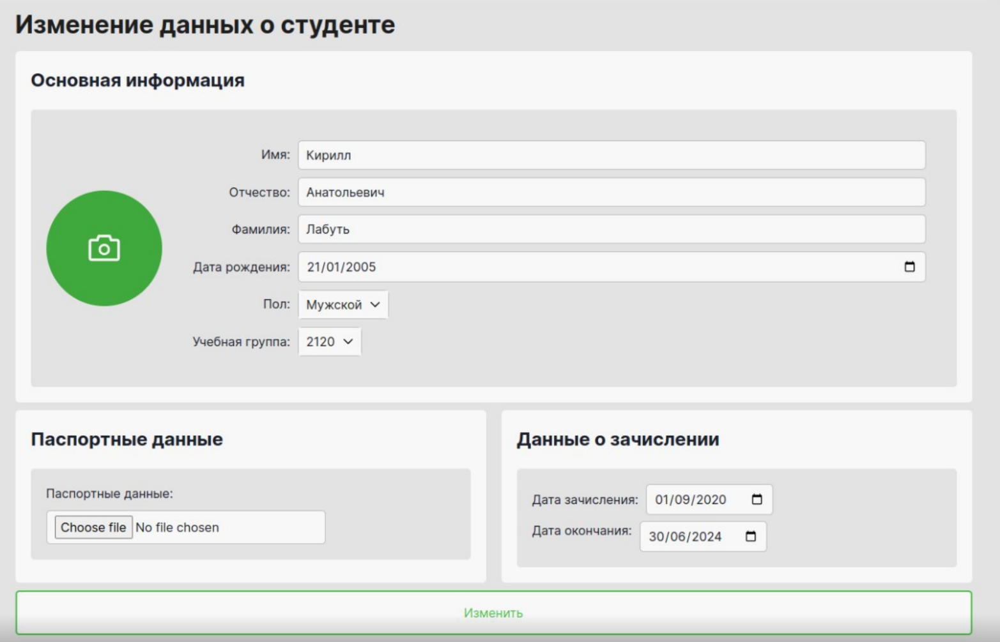 Изменение данных о студенте
Основная информация
Имя: Кирилл
Отчество: Анатольевич
Фамилия: Лабуть
Дата рождения: 21/01/2005
Пол: Мужской
Учебная группа: 2120
Паспортные данные
Паспортные данные:
Choose file No file chosen
Данные о зачислении
Дата зачисления: 01/09/2020
Дата окончания: 30/06/2024
Изменить